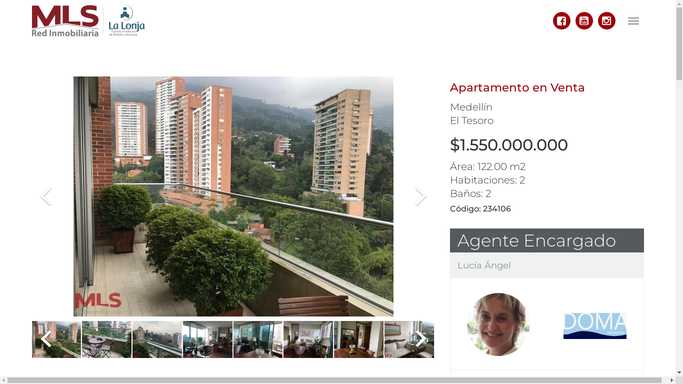 MLS
Red Inmobiliaria
La Lonja
Apartamento en Venta
Medellín
El Tesoro
$1.550.000.000
Área: 122.00 m2
Habitaciones: 2
Baños: 2
Código: 234106
MLS
Agente Encargado
Lucía Ángel
DOMA